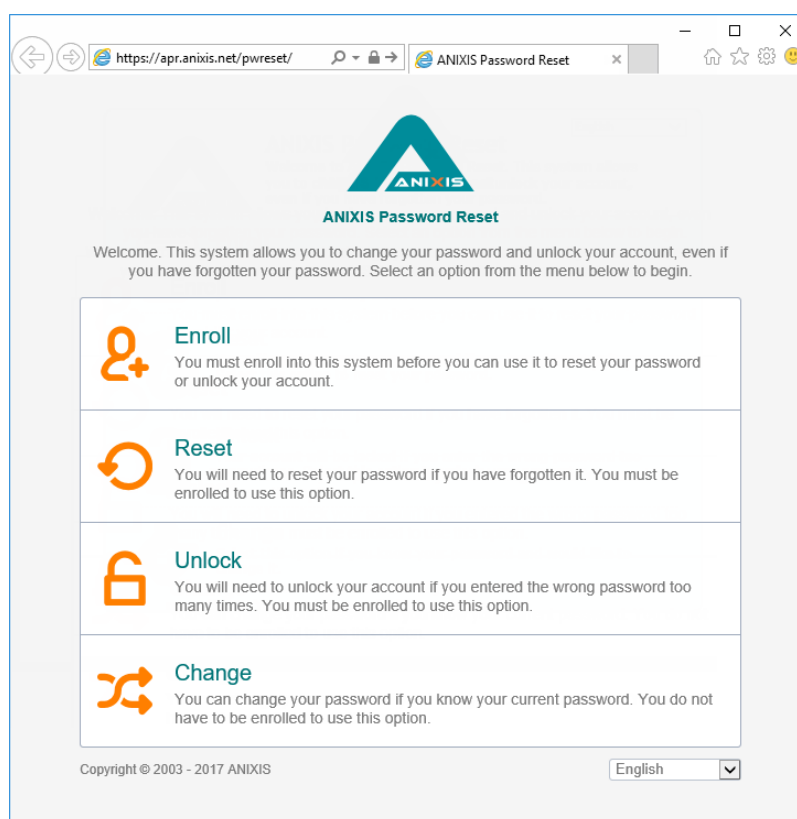 https://apr.anixis.net/pwreset/
ANIXIS Password Reset
ANIXIS
ANIXIS Password Reset
Welcome. This system allows you to change your password and unlock your account, even if
you have forgotten your password. Select an option from the menu below to begin.
Enroll
You must enroll into this system before you can use it to reset your password
or unlock your account.
Reset
You will need to reset your password if you have forgotten it. You must be
enrolled to use this option.
Unlock
You will need to unlock your account if you entered the wrong password too
many times. You must be enrolled to use this option.
Change
You can change your password if you know your current password. You do not
have to be enrolled to use this option.
Copyright © 2003 - 2017 ANIXIS
English